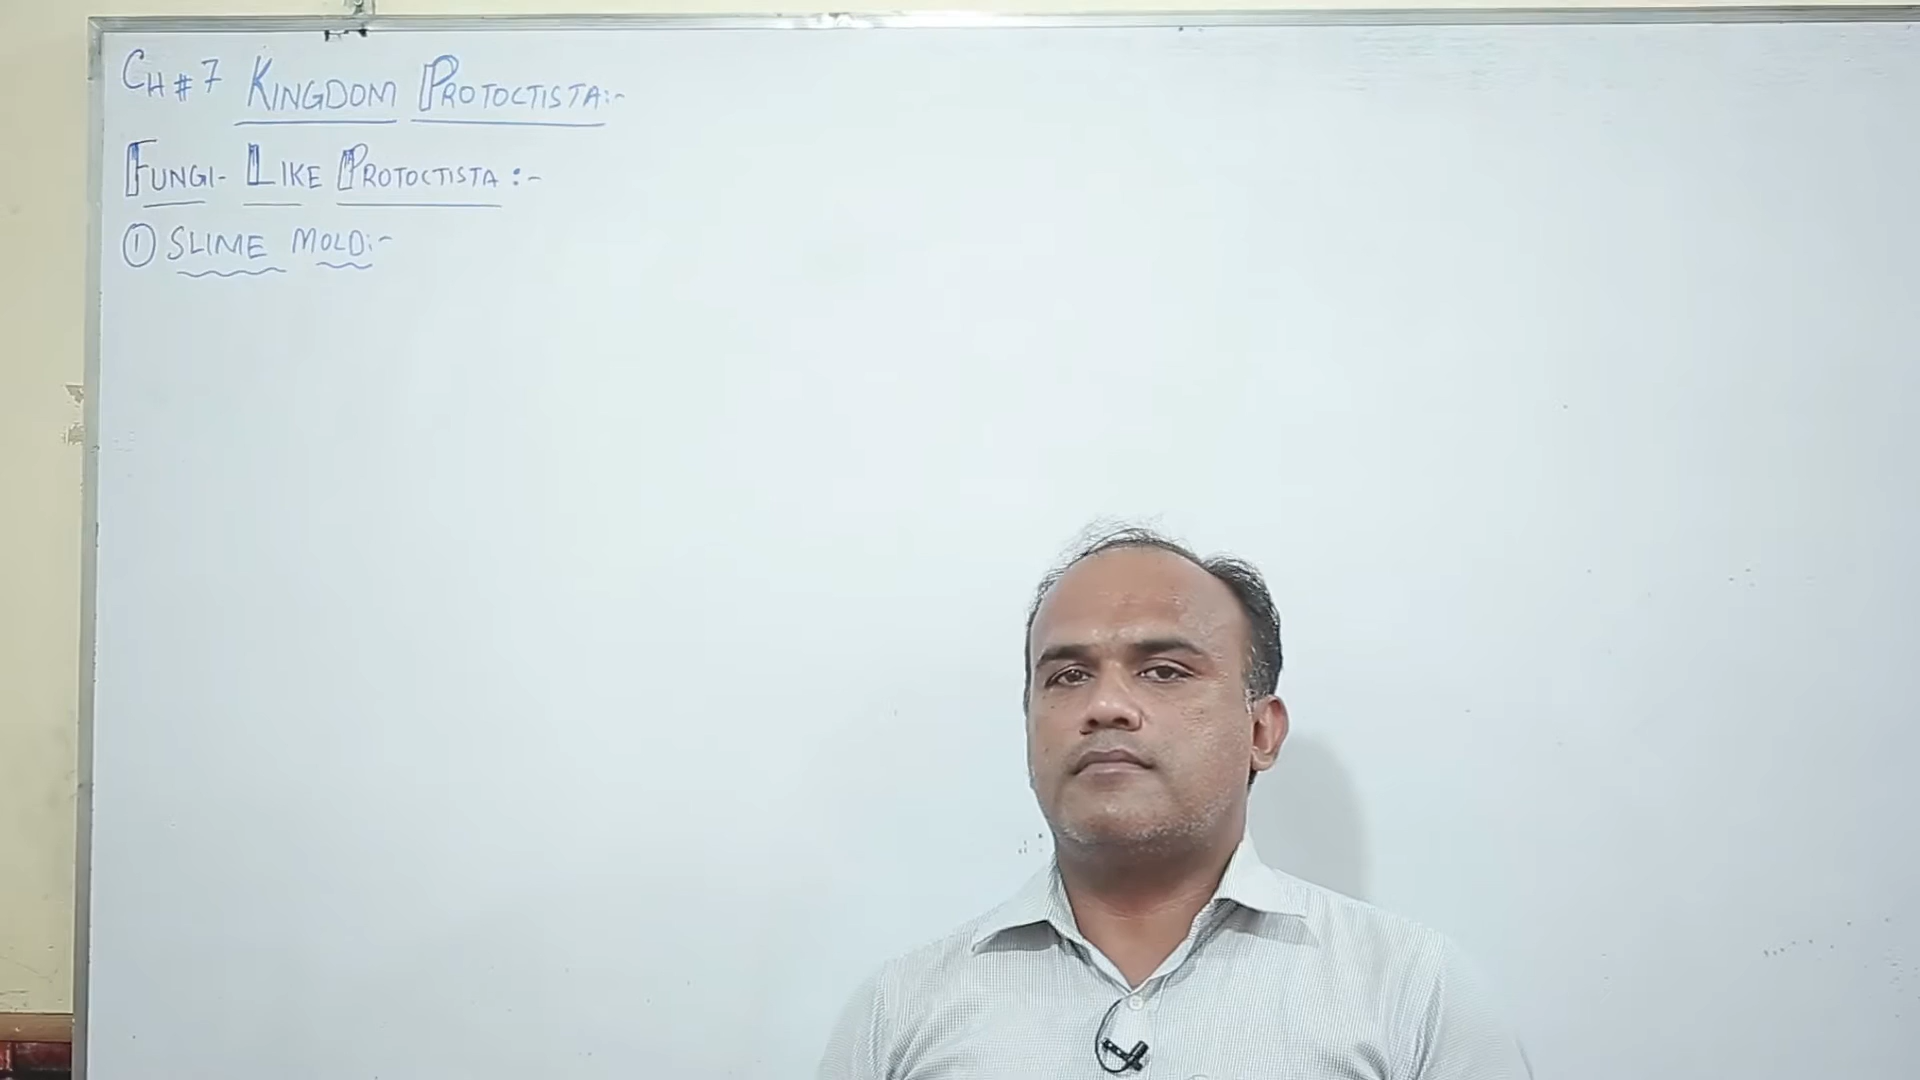 CH # 7 KINGDOM PROTOCTISTA:-
FUNGI- LIKE PROTOCTISTA :-
① SLIME MOLD:-